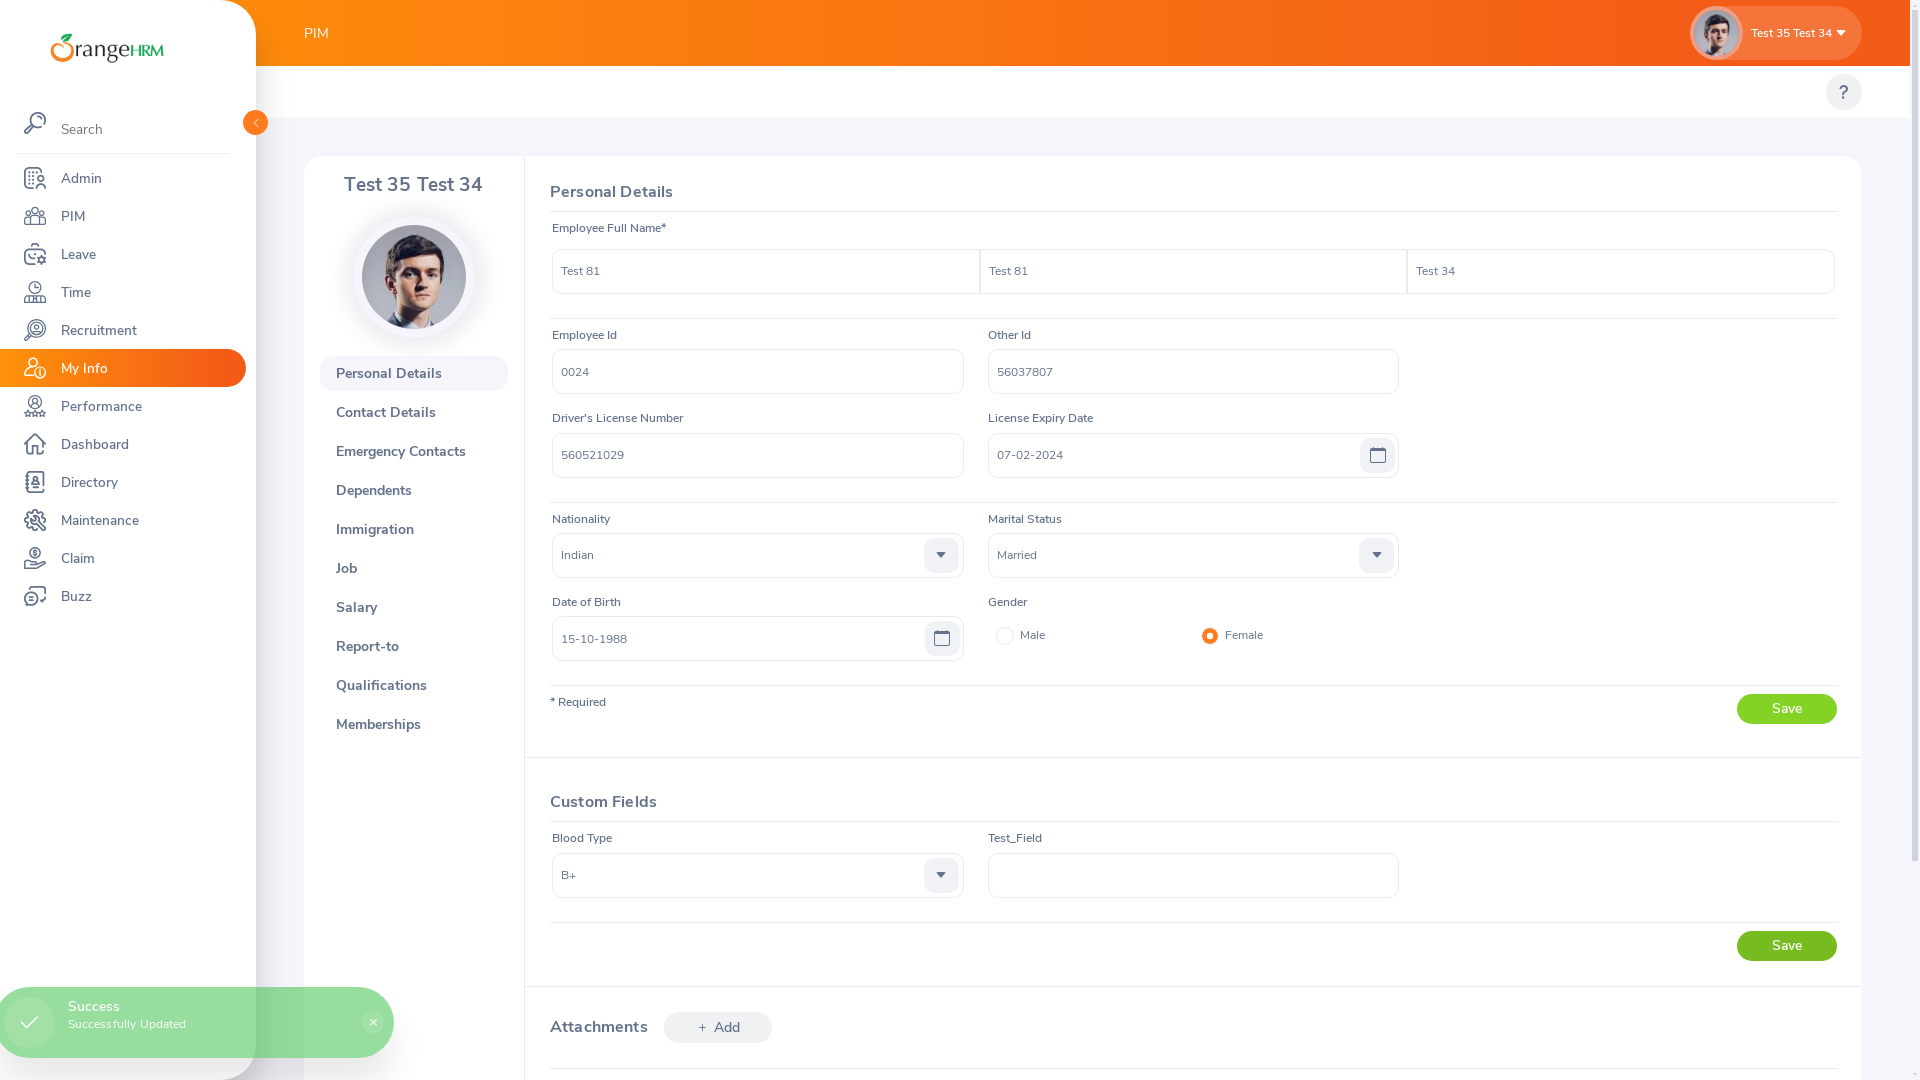 OrangeHRM
Search
Admin
PIM
Leave
Time
Recruitment
My Info
Performance
Dashboard
Directory
Maintenance
Claim
Buzz
PIM
Test 35 Test 34
?
Test 35 Test 34
Personal Details
Contact Details
Emergency Contacts
Dependents
Immigration
Job
Salary
Report-to
Qualifications
Memberships
Personal Details
Employee Full Name*
Test 81 Test 81 Test 34
Employee Id Other Id
0024 56037807
Driver's License Number License Expiry Date
560521029 07-02-2024
Nationality Marital Status
Indian Married
Date of Birth Gender
15-10-1988 Male Female
* Required
Save
Custom Fields
Blood Type Test_Field
B+
Save
Attachments + Add
Success
Successfully Updated